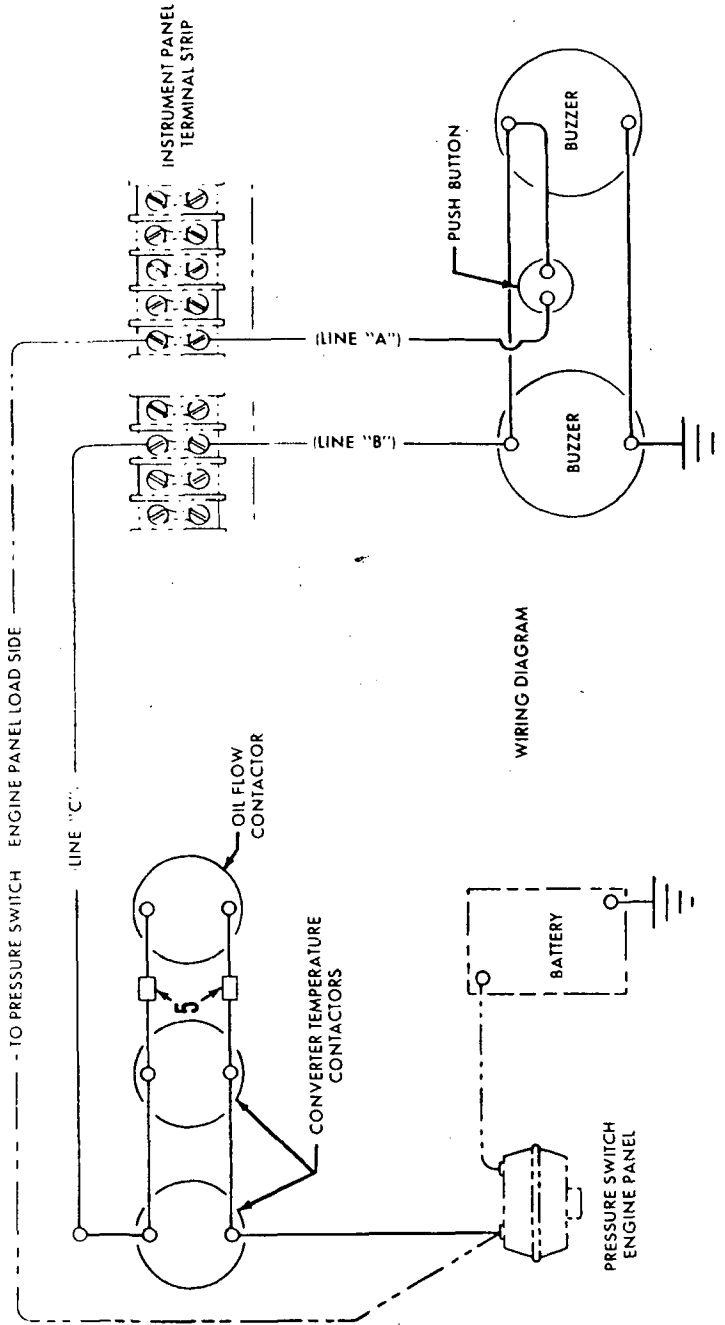 - TO PRESSURE SWITCH ENGINE PANEL LOAD SIDE
LINE "C"
INSTRUMENT PANEL
TERMINAL STRIP
OIL FLOW
CONTACTOR
5
CONVERTER TEMPERATURE
CONTACTORS
(LINE "A")
(LINE "B")
PUSH BUTTON
BUZZER
BUZZER
WIRING DIAGRAM
BATTERY
PRESSURE SWITCH
ENGINE PANEL